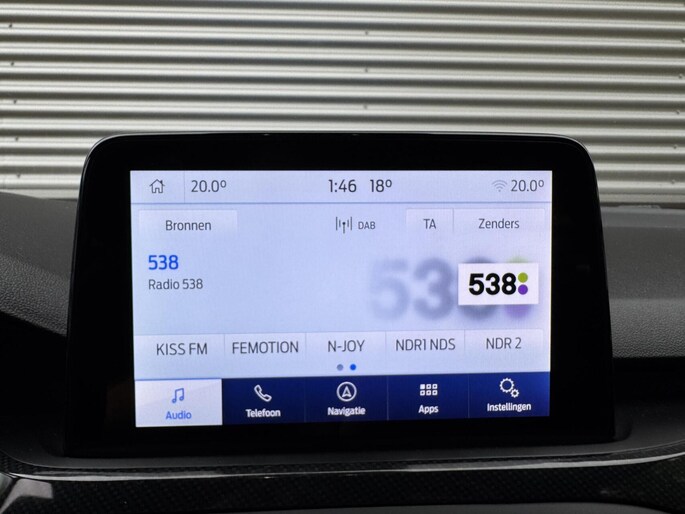 20.0° 1:46 18° 20.0°
Bronnen DAB TA Zenders
538
Radio 538
538
538
KISS FM FEMOTION N-JOY NDR1 NDS NDR 2
Audio Telefoon Navigatie Apps Instellingen